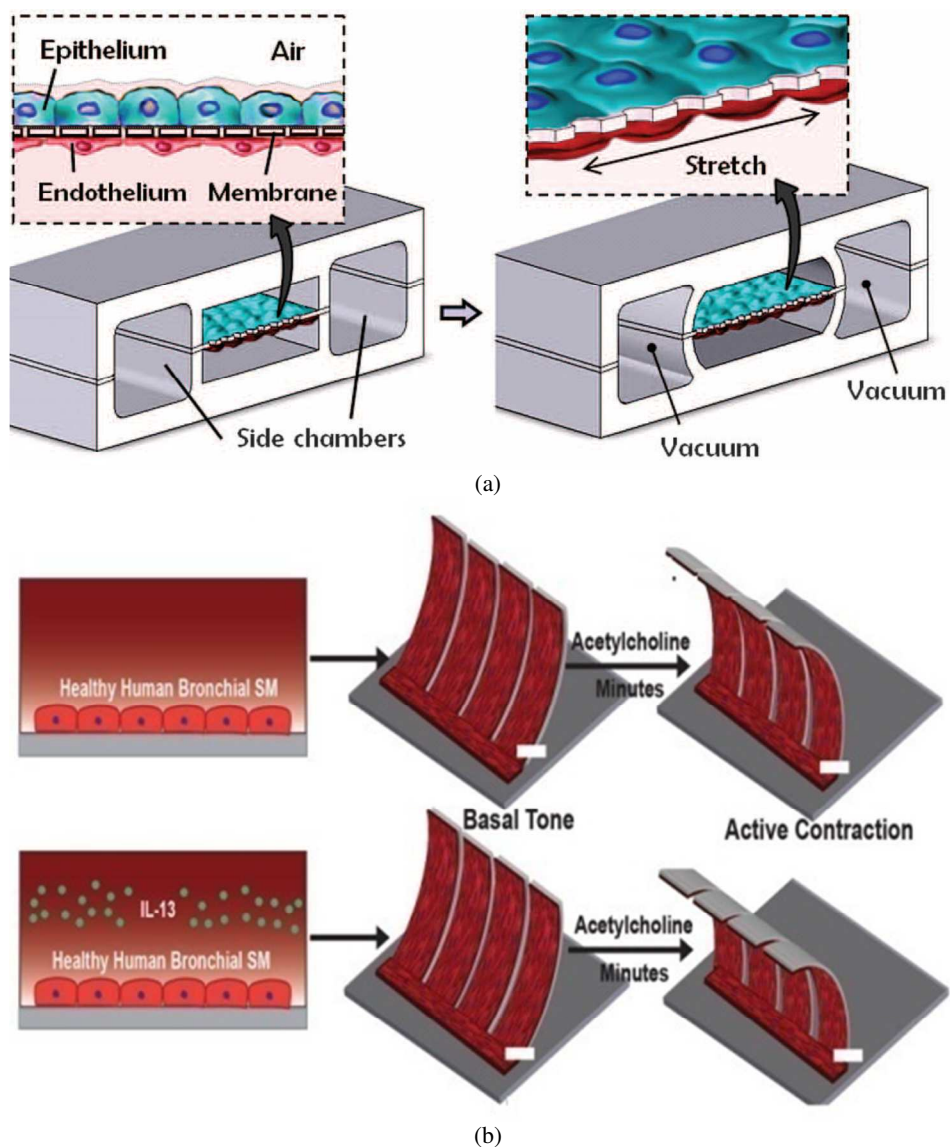 Epithelium
Air
Endothelium
Membrane
Stretch
Side chambers
Vacuum
Vacuum
(a)
Healthy Human Bronchial SM
Acetylcholine
Minutes
Basal Tone
Active Contraction
IL-13
Healthy Human Bronchial SM
Acetylcholine
Minutes
(b)